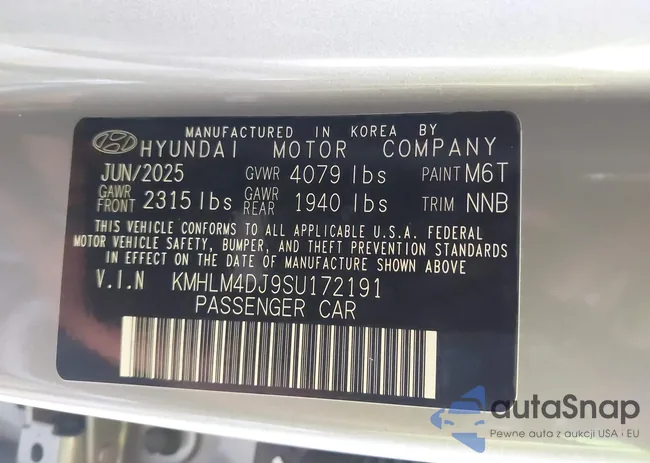 MANUFACTURED IN KOREA BY
HYUNDAI MOTOR COMPANY
JUN/2025 GVWR 4079 lbs PAINT M6T
GAWR FRONT 2315 lbs GAWR REAR 1940 lbs TRIM NNB
THIS VEHICLE CONFORMS TO ALL APPLICABLE U.S.A. FEDERAL
MOTOR VEHICLE SAFETY, BUMPER, AND THEFT PREVENTION STANDARDS
IN EFFECT ON THE DATE OF MANUFACTURE SHOWN ABOVE
V.I.N KMHLM4DJ9SU172191
PASSENGER CAR
autaSnap
Pewne auta z aukcji USA i EU